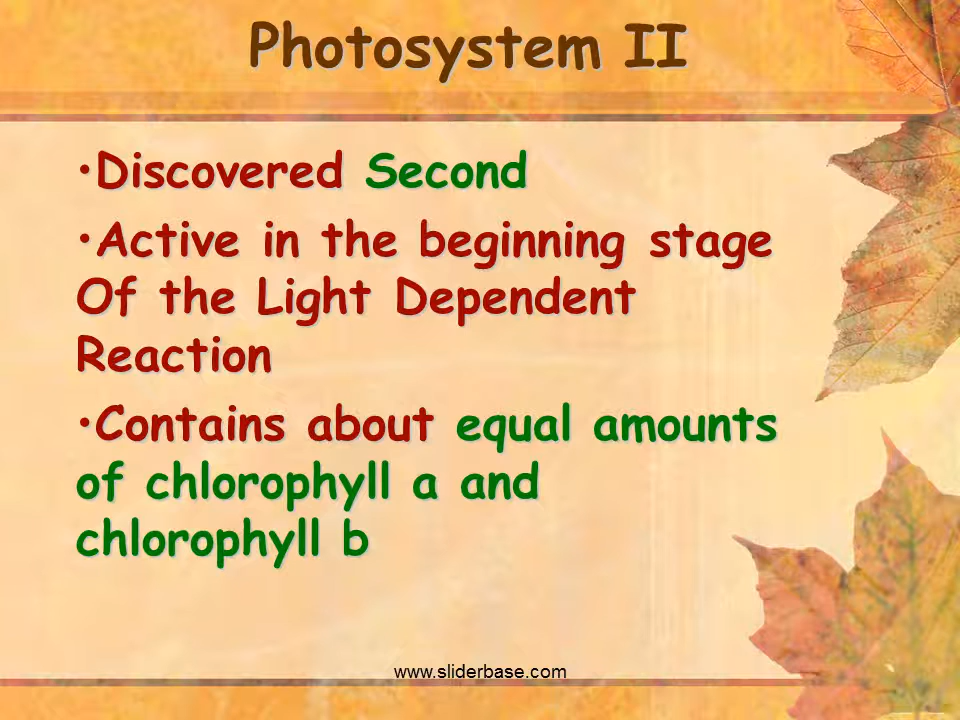 Photosystem II
•Discovered Second
•Active in the beginning stage
Of the Light Dependent
Reaction
•Contains about equal amounts
of chlorophyll a and
chlorophyll b
www.sliderbase.com